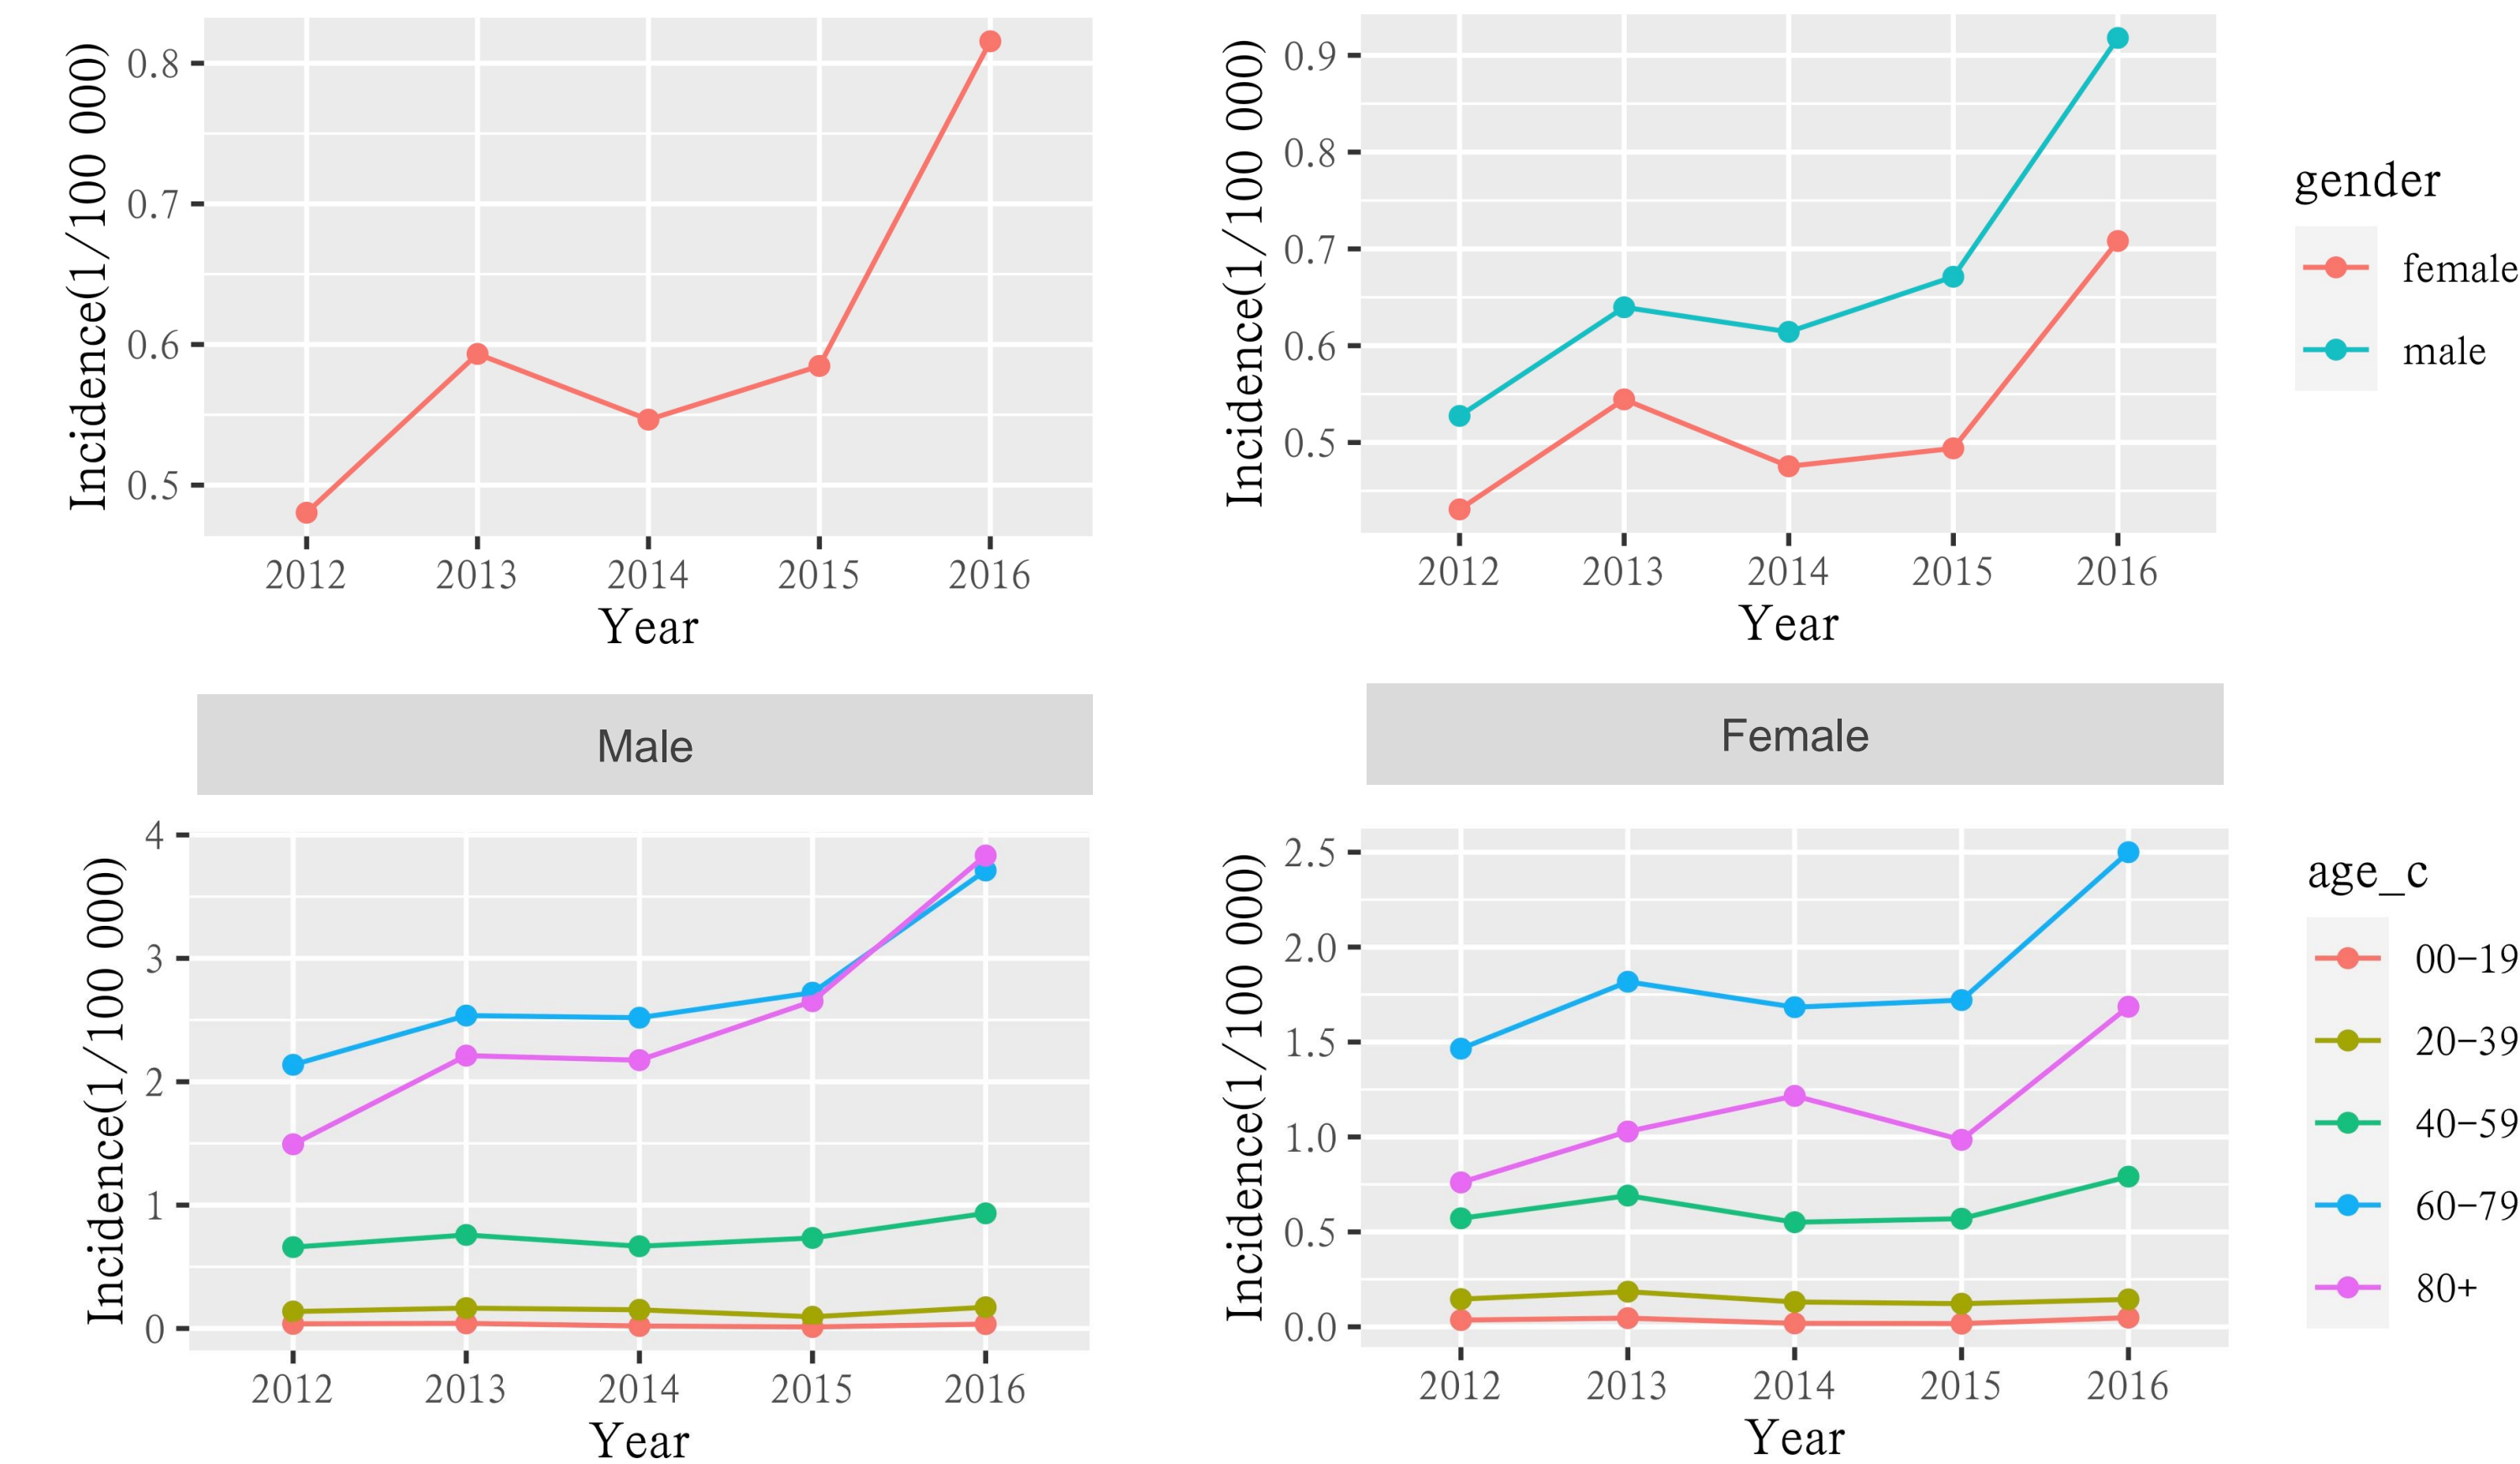 Incidence(1/100 000)
0.8
0.7
0.6
0.5
2012 2013 2014 2015 2016
Year
Incidence(1/100 000)
0.9
0.8
0.7
0.6
0.5
2012 2013 2014 2015 2016
Year
gender
female
male
Male
Incidence(1/100 000)
4
3
2
1
0
2012 2013 2014 2015 2016
Year
Female
Incidence(1/100 000)
2.5
2.0
1.5
1.0
0.5
0.0
2012 2013 2014 2015 2016
Year
age_c
00-19
20-39
40-59
60-79
80+